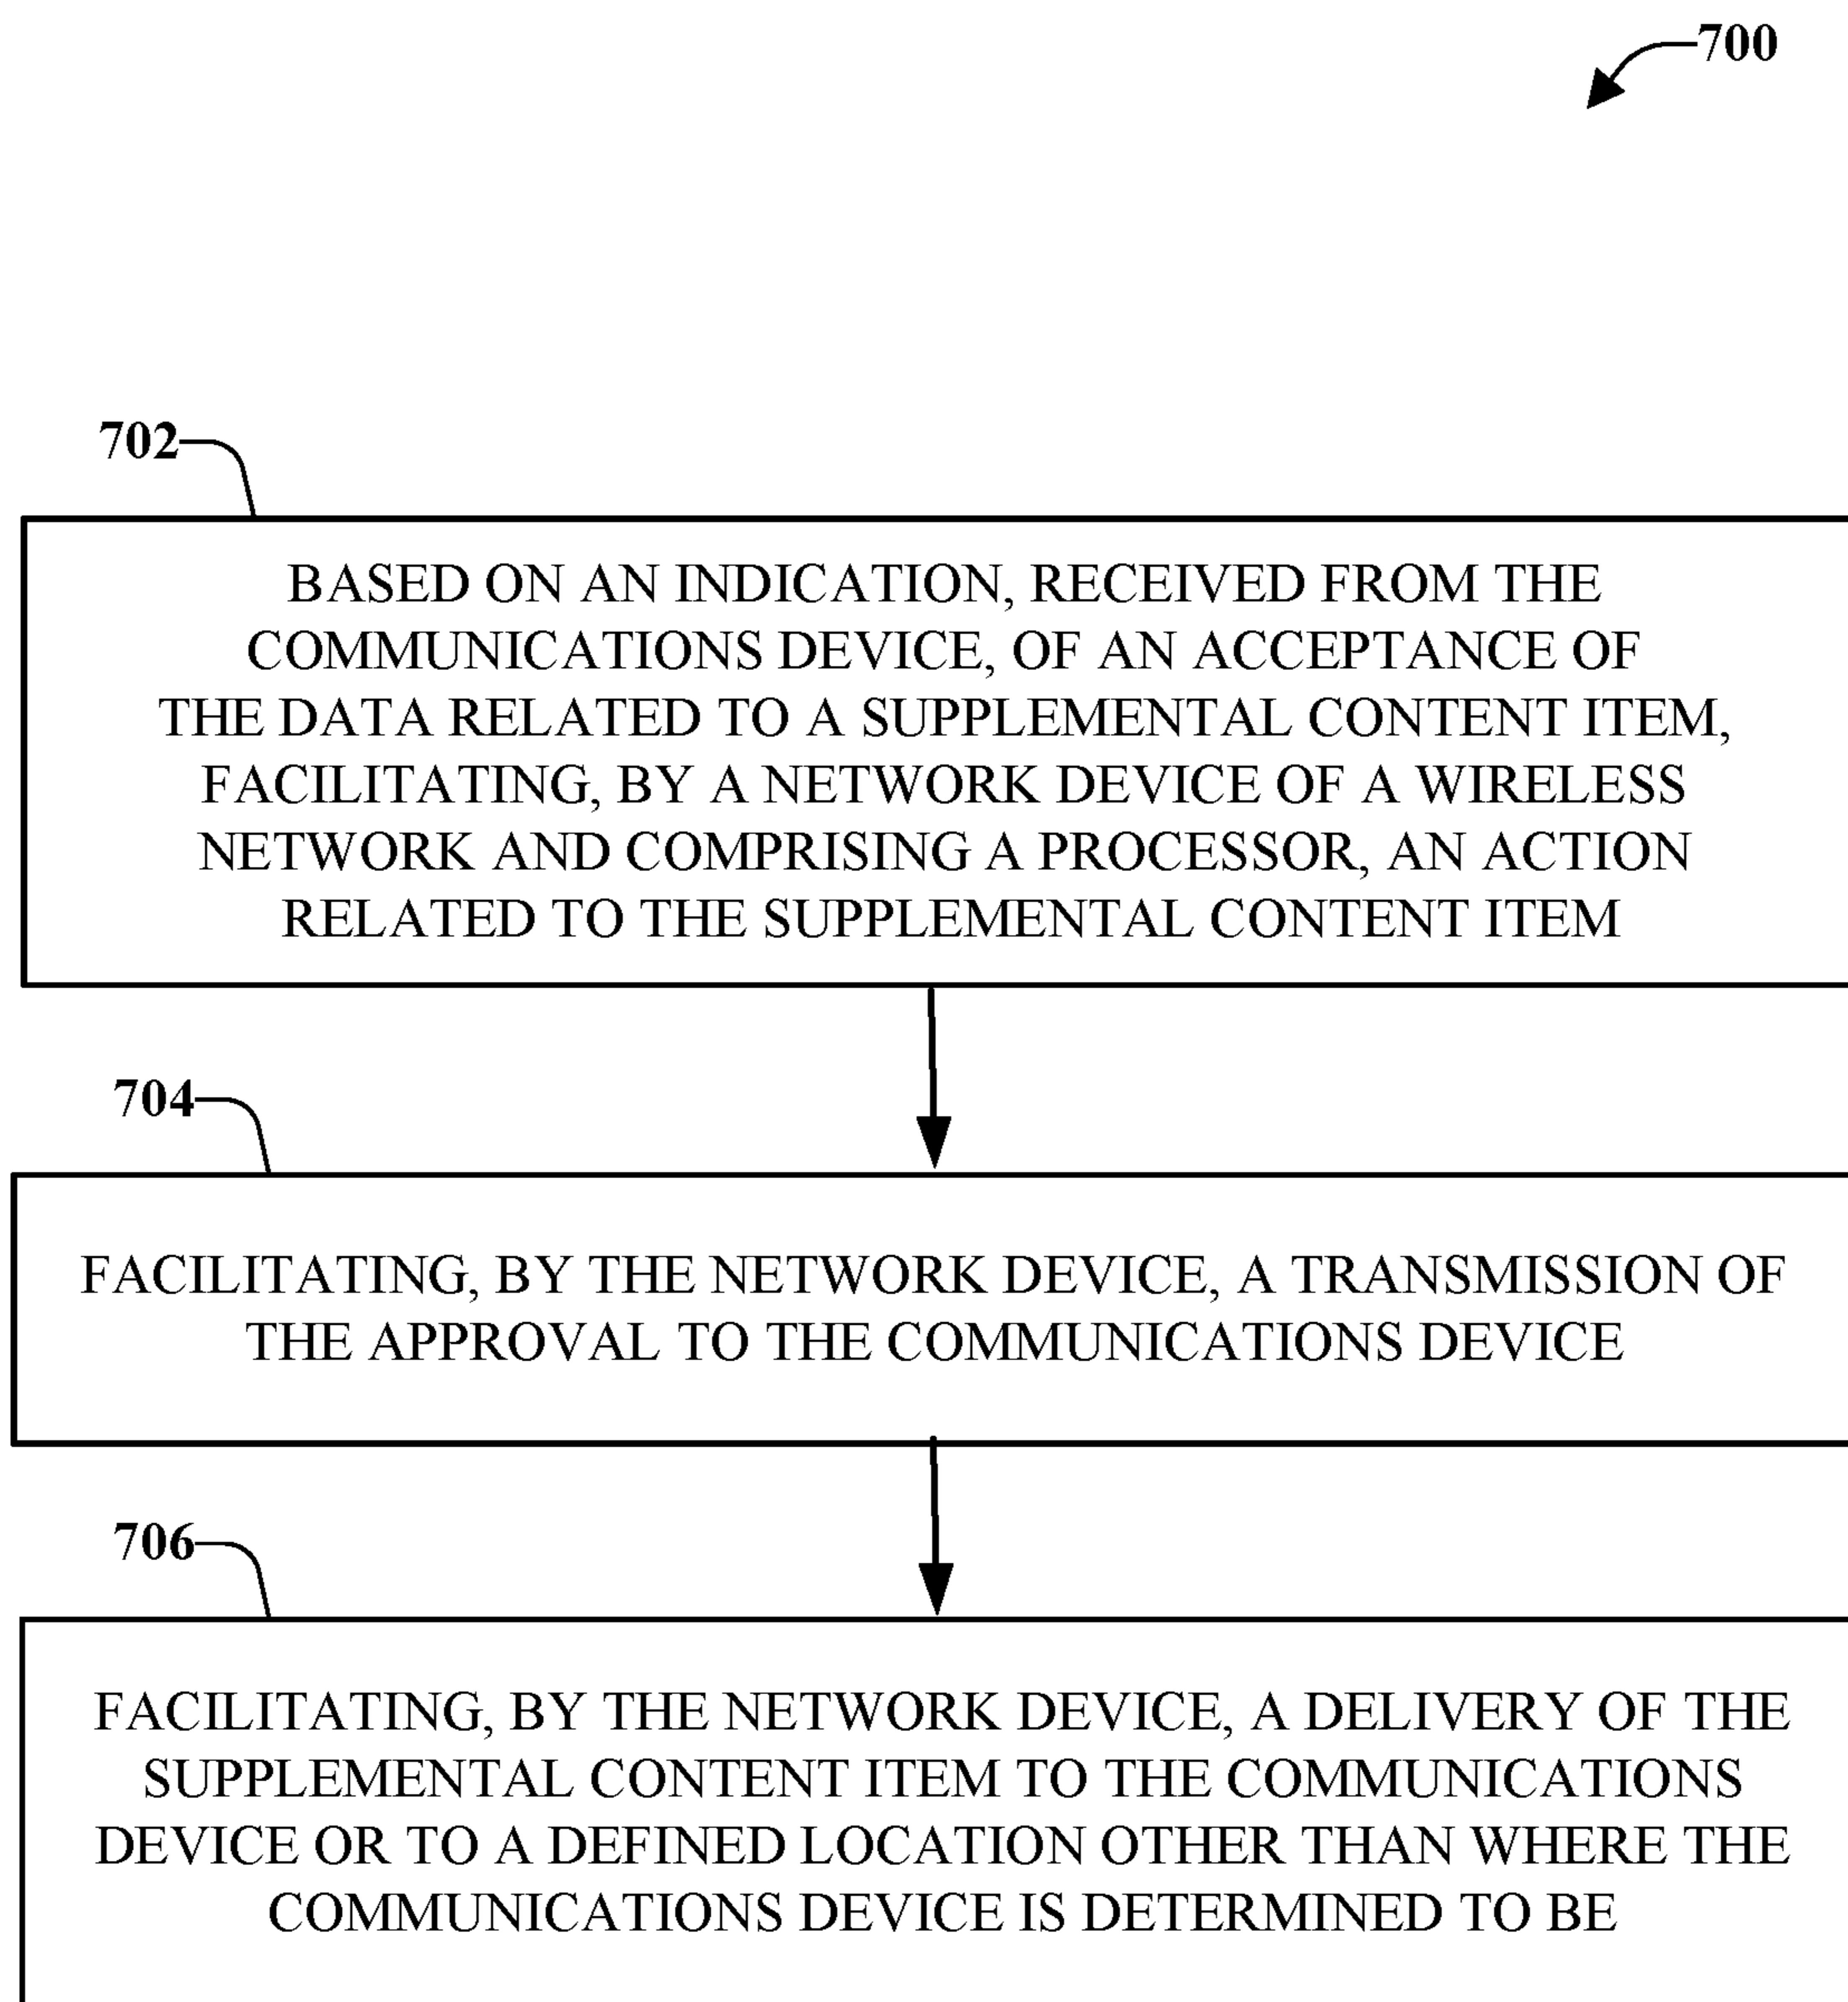 700
702
BASED ON AN INDICATION, RECEIVED FROM THE
COMMUNICATIONS DEVICE, OF AN ACCEPTANCE OF
THE DATA RELATED TO A SUPPLEMENTAL CONTENT ITEM,
FACILITATING, BY A NETWORK DEVICE OF A WIRELESS
NETWORK AND COMPRISING A PROCESSOR, AN ACTION
RELATED TO THE SUPPLEMENTAL CONTENT ITEM
704
FACILITATING, BY THE NETWORK DEVICE, A TRANSMISSION OF
THE APPROVAL TO THE COMMUNICATIONS DEVICE
706
FACILITATING, BY THE NETWORK DEVICE, A DELIVERY OF THE
SUPPLEMENTAL CONTENT ITEM TO THE COMMUNICATIONS
DEVICE OR TO A DEFINED LOCATION OTHER THAN WHERE THE
COMMUNICATIONS DEVICE IS DETERMINED TO BE